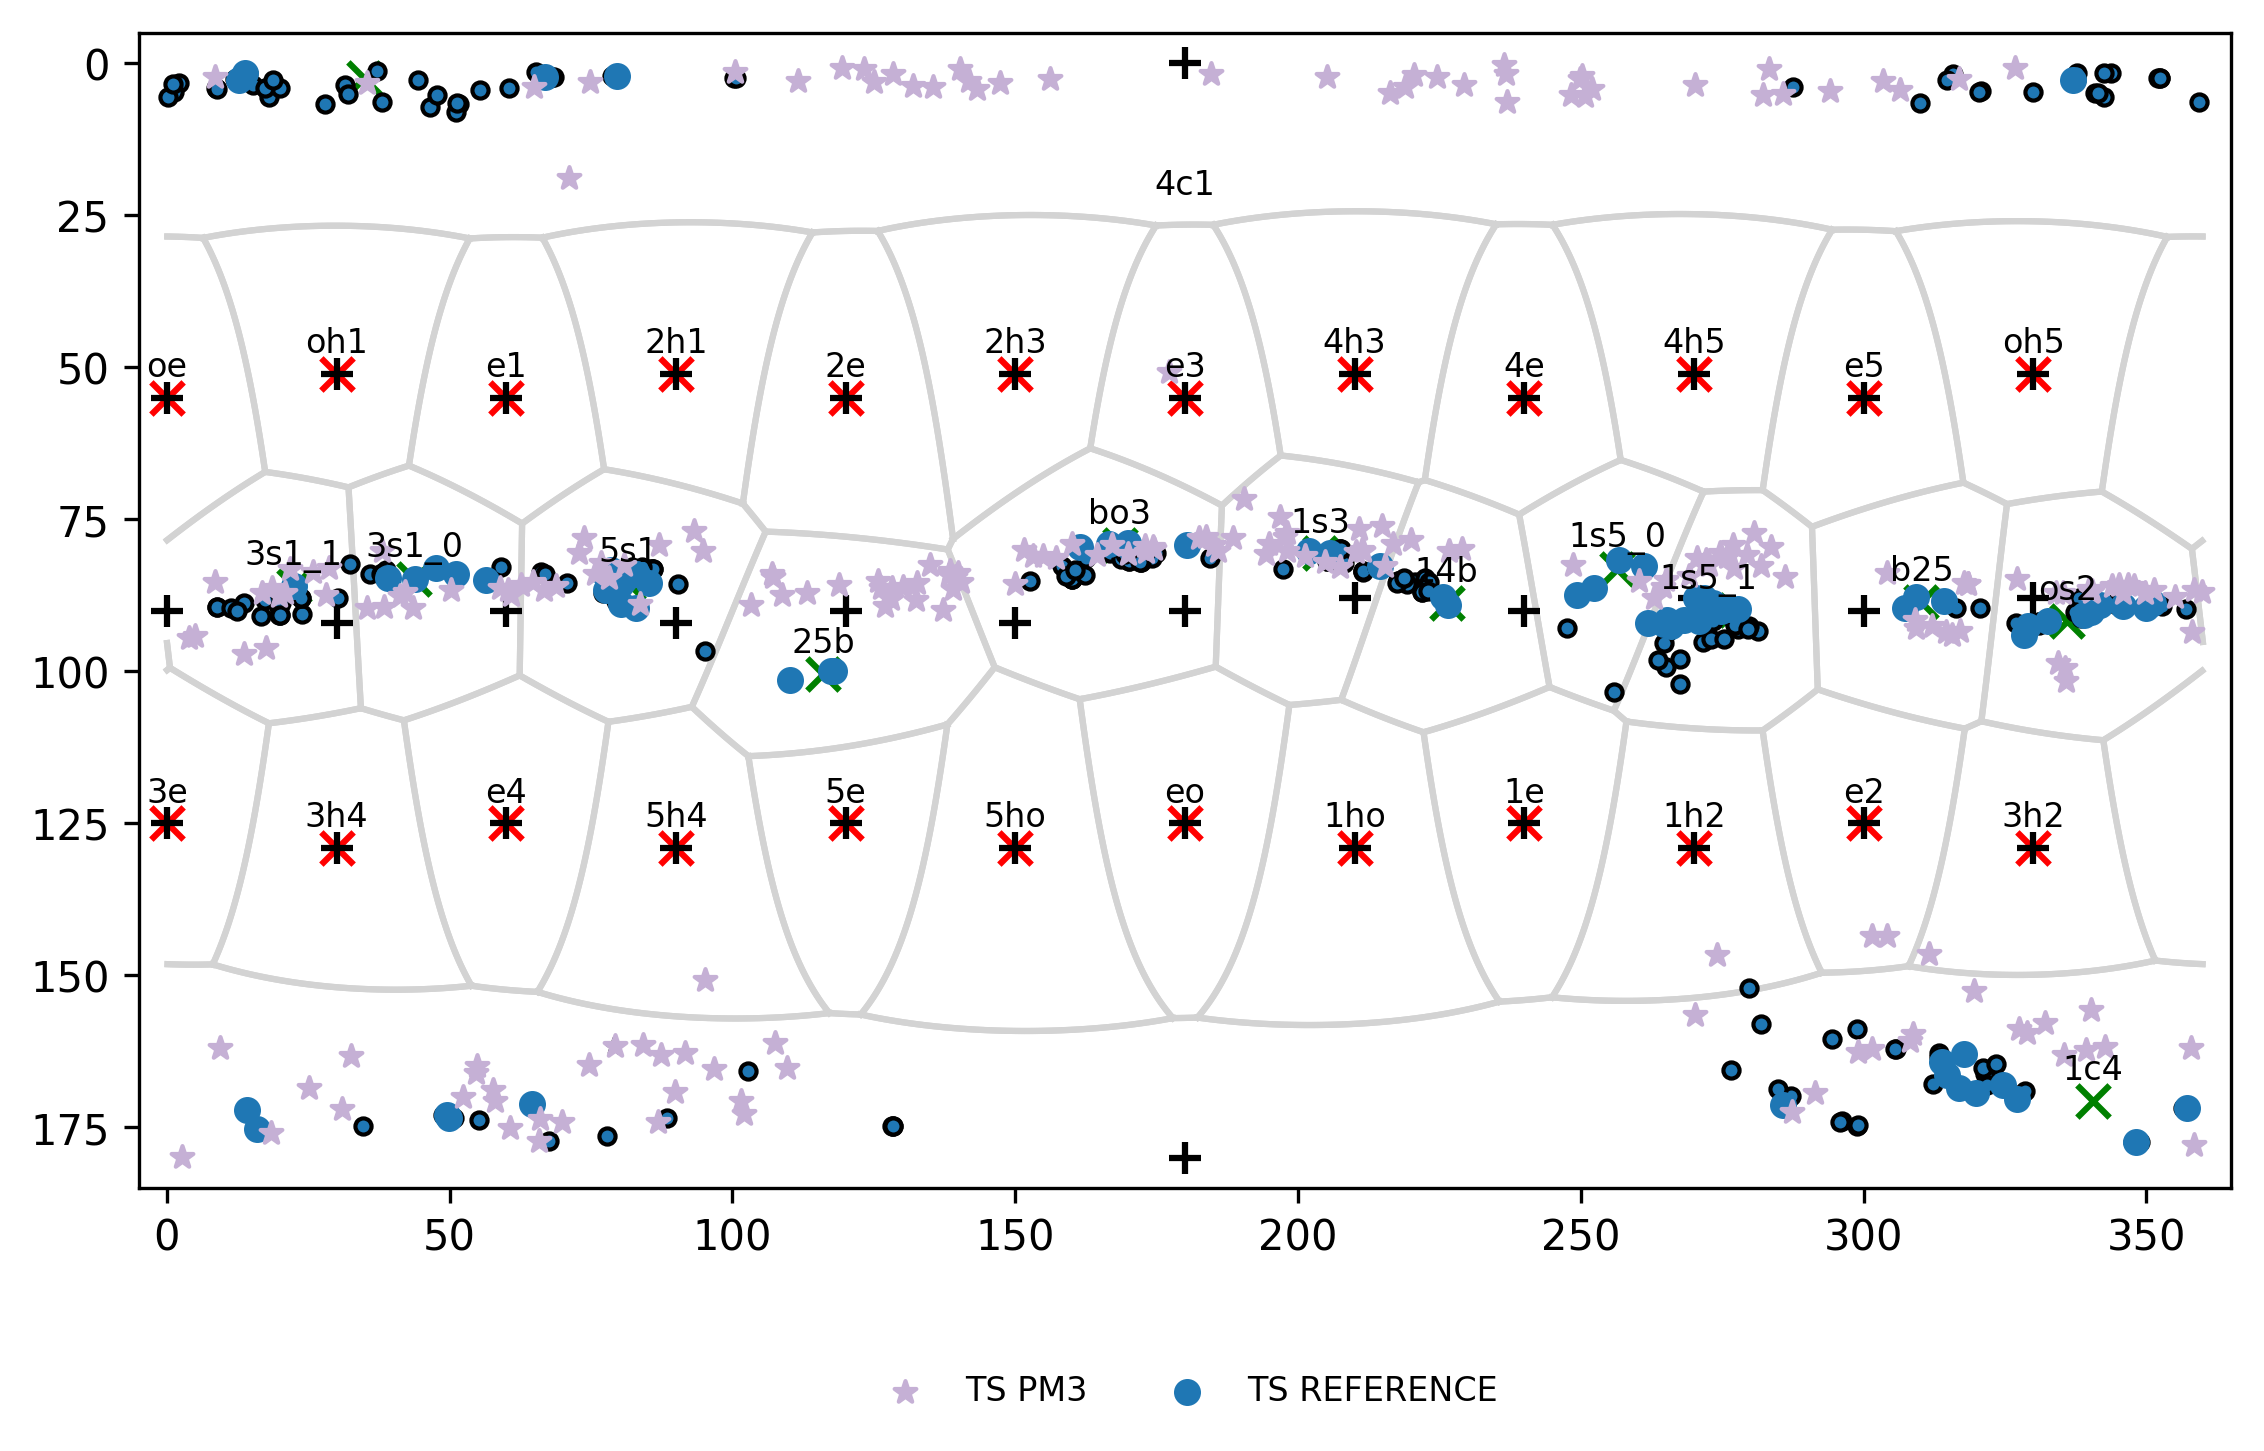 0
4c1
25
oh1 2h1 2h3 4h3 4h5 oh5
50 oe e1 2e e3 4e e5
75
bo3 1s3
3s1_1 3s1_0 5s1 1s5_0
14b 1s5_1 b25 os2
25b
100
3e e4 5e eo 1e e2
125 3h4 5h4 5ho 1ho 1h2 3h2
150
1c4
175
0 50 100 150 200 250 300 350
TS PM3 TS REFERENCE